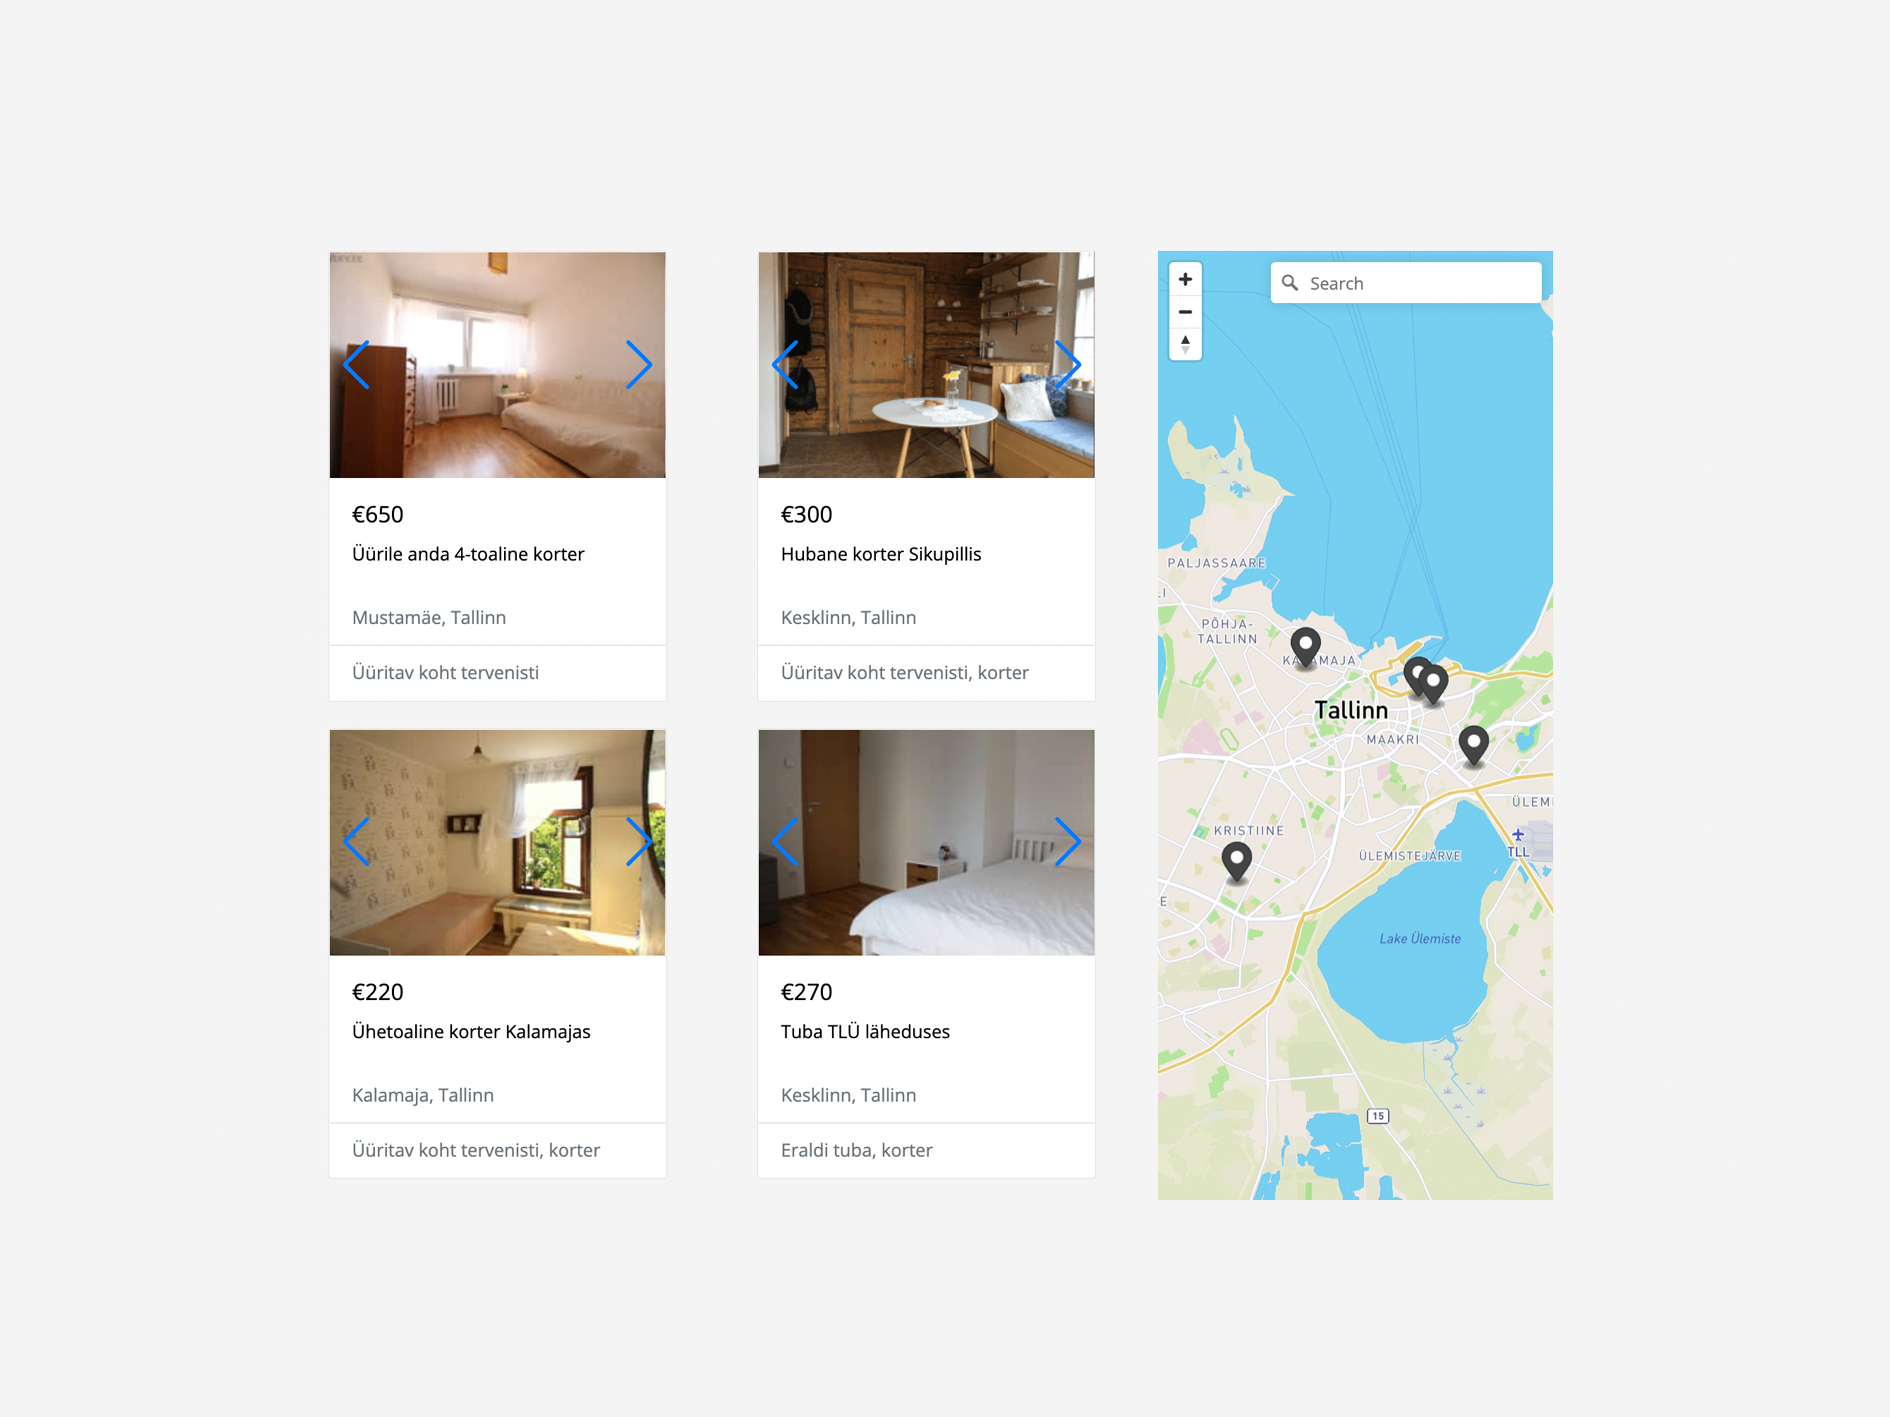 €650
Üürile anda 4-toaline korter
Mustamäe, Tallinn
Üüritav koht tervenisti
€300
Hubane korter Sikupillis
Kesklinn, Tallinn
Üüritav koht tervenisti, korter
€220
Ühetoaline korter Kalamajas
Kalamaja, Tallinn
Üüritav koht tervenisti, korter
€270
Tuba TLÜ läheduses
Kesklinn, Tallinn
Eraldi tuba, korter
Search
PALJASSAARE
LI
PÕHJA-
TALLINN
Tallinn
MAAKRI
ÜLEMI
KRISTIINE
ÜLEMISTEJÄRVE
TLL
E
Lake Ülemiste
15